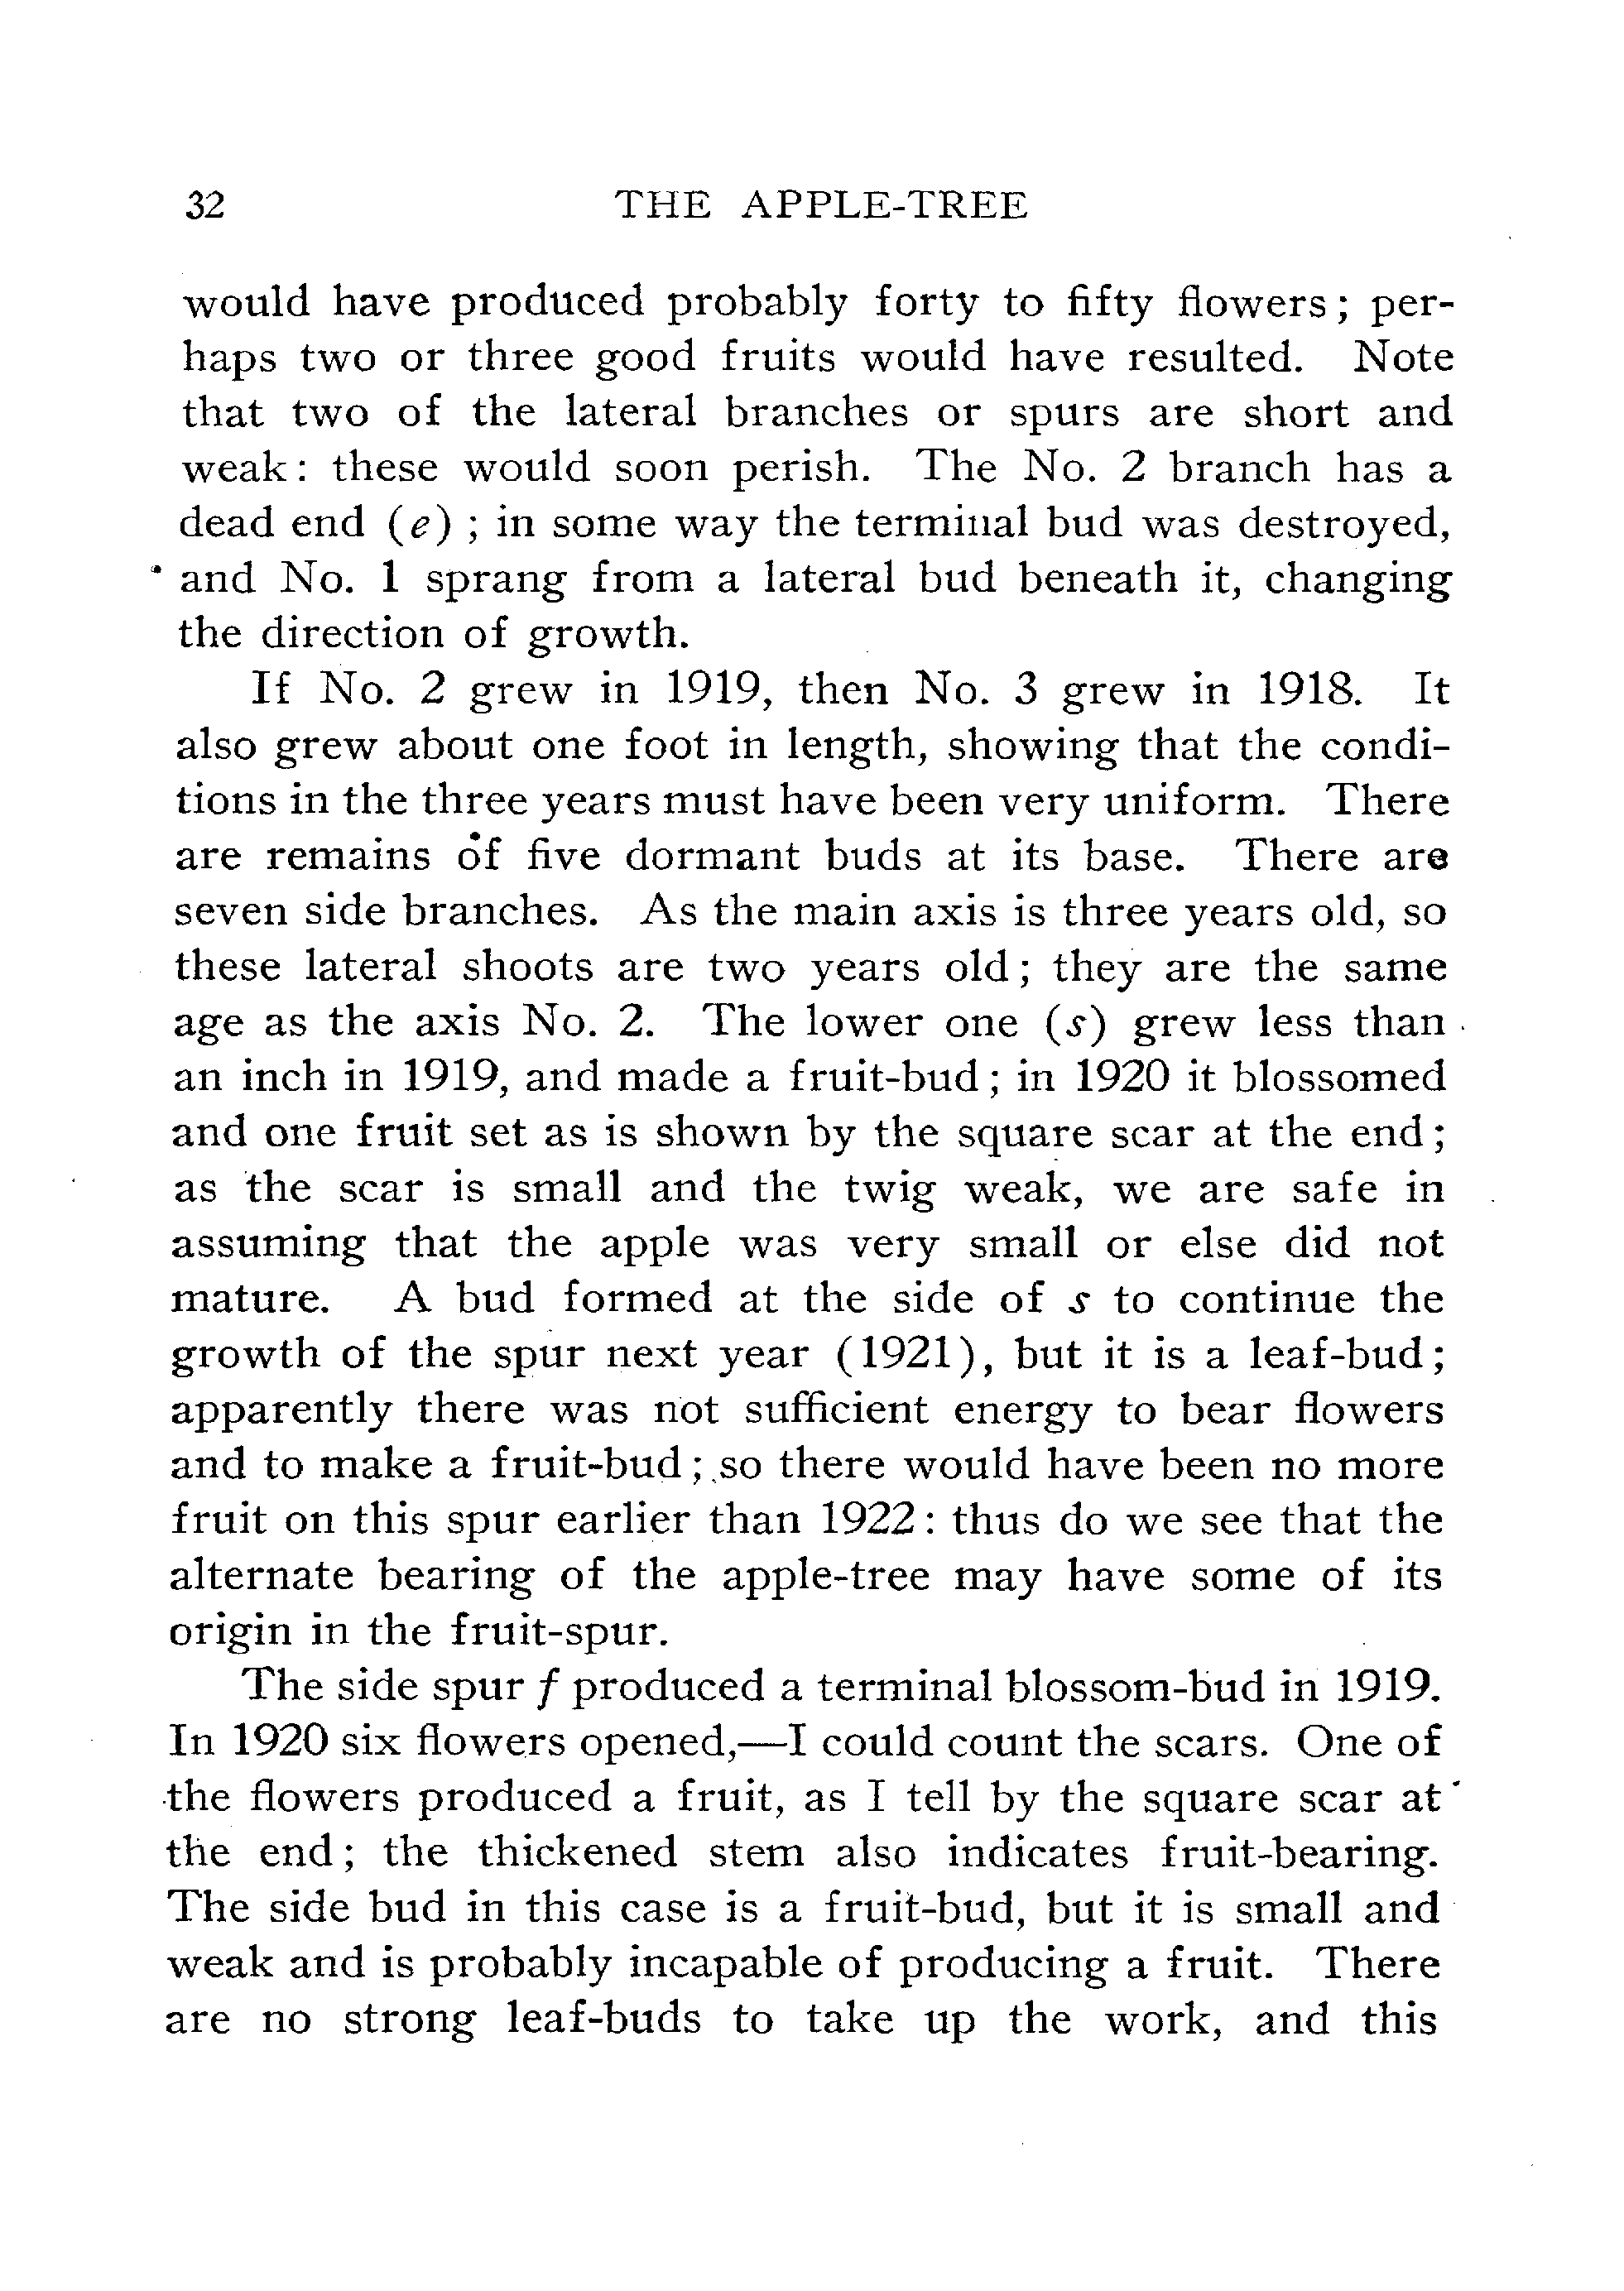 32 THE APPLE-TREE
would have produced probably forty to fifty flowers; per-
haps two or three good fruits would have resulted. Note
that two of the lateral branches or spurs are short and
weak: these would soon perish. The No. 2 branch has a
dead end (e); in some way the terminal bud was destroyed,
and No. 1 sprang from a lateral bud beneath it, changing
the direction of growth.
If No. 2 grew in 1919, then No. 3 grew in 1918. It
also grew about one foot in length, showing that the condi-
tions in the three years must have been very uniform. There
are remains of five dormant buds at its base. There are
seven side branches. As the main axis is three years old, so
these lateral shoots are two years old; they are the same
age as the axis No. 2. The lower one (s) grew less than
an inch in 1919, and made a fruit-bud; in 1920 it blossomed
and one fruit set as is shown by the square scar at the end;
as the scar is small and the twig weak, we are safe in
assuming that the apple was very small or else did not
mature. A bud formed at the side of s to continue the
growth of the spur next year (1921), but it is a leaf-bud;
apparently there was not sufficient energy to bear flowers
and to make a fruit-bud; so there would have been no more
fruit on this spur earlier than 1922: thus do we see that the
alternate bearing of the apple-tree may have some of its
origin in the fruit-spur.
The side spur f produced a terminal blossom-bud in 1919.
In 1920 six flowers opened,—I could count the scars. One of
the flowers produced a fruit, as I tell by the square scar at
the end; the thickened stem also indicates fruit-bearing.
The side bud in this case is a fruit-bud, but it is small and
weak and is probably incapable of producing a fruit. There
are no strong leaf-buds to take up the work, and this